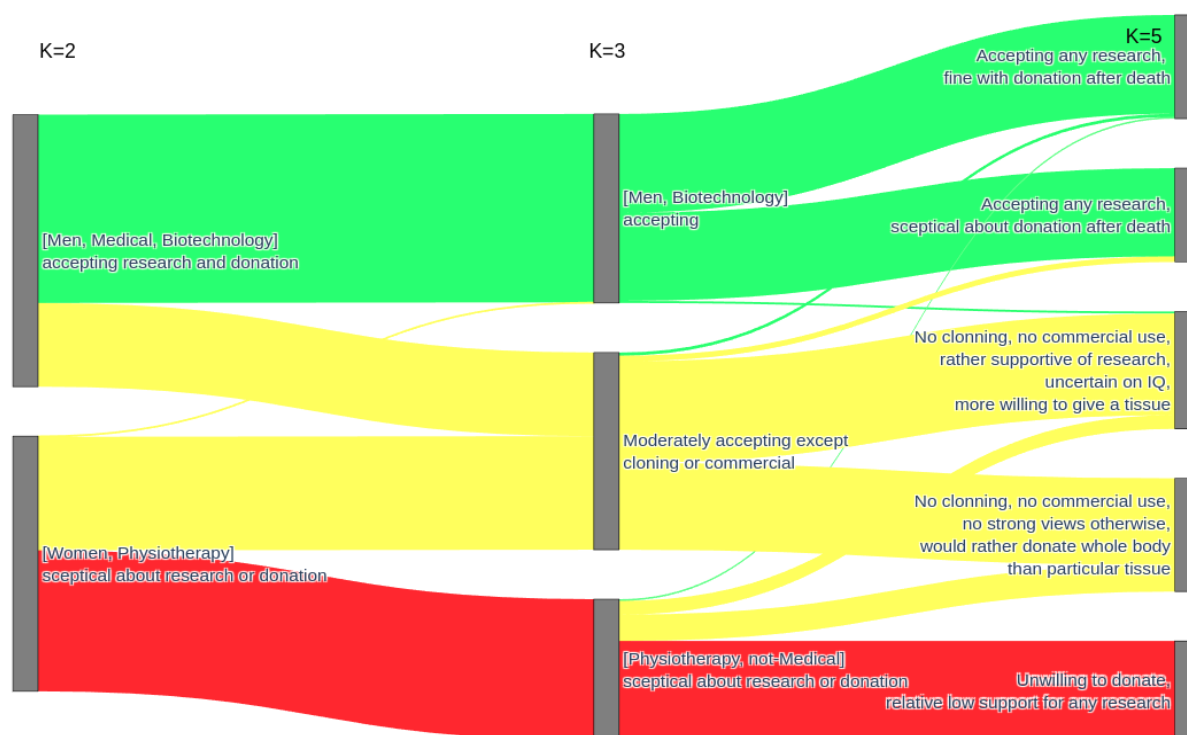 K=2
K=3
K=5
Accepting any research,
fine with donation after death
[Men, Biotechnology]
accepting
Accepting any research,
sceptical about donation after death
[Men, Medical, Biotechnology]
accepting research and donation
No clonning, no commercial use,
rather supportive of research,
uncertain on IQ,
more willing to give a tissue
Moderately accepting except
cloning or commercial
No clonning, no commercial use,
no strong views otherwise,
would rather donate whole body
than particular tissue
[Women, Physiotherapy]
sceptical about research or donation
[Physiotherapy, not-Medical]
sceptical about research or donation
Unwilling to donate,
relative low support for any research